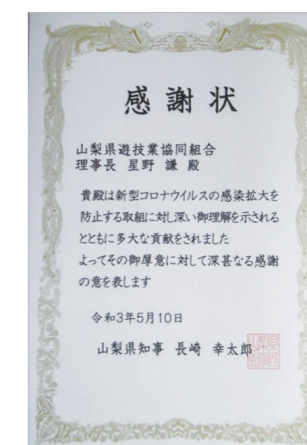 感謝状
山梨県遊技業協同組合
理事長 星野 謙 殿
貴殿は新型コロナウイルスの感染拡大を
防止する取組に対し深い御理解を示される
とともに多大な貢献をされました
よってその御厚意に対して深甚なる感謝
の意を表します
令和3年5月10日
山梨県知事 長崎 幸太郎